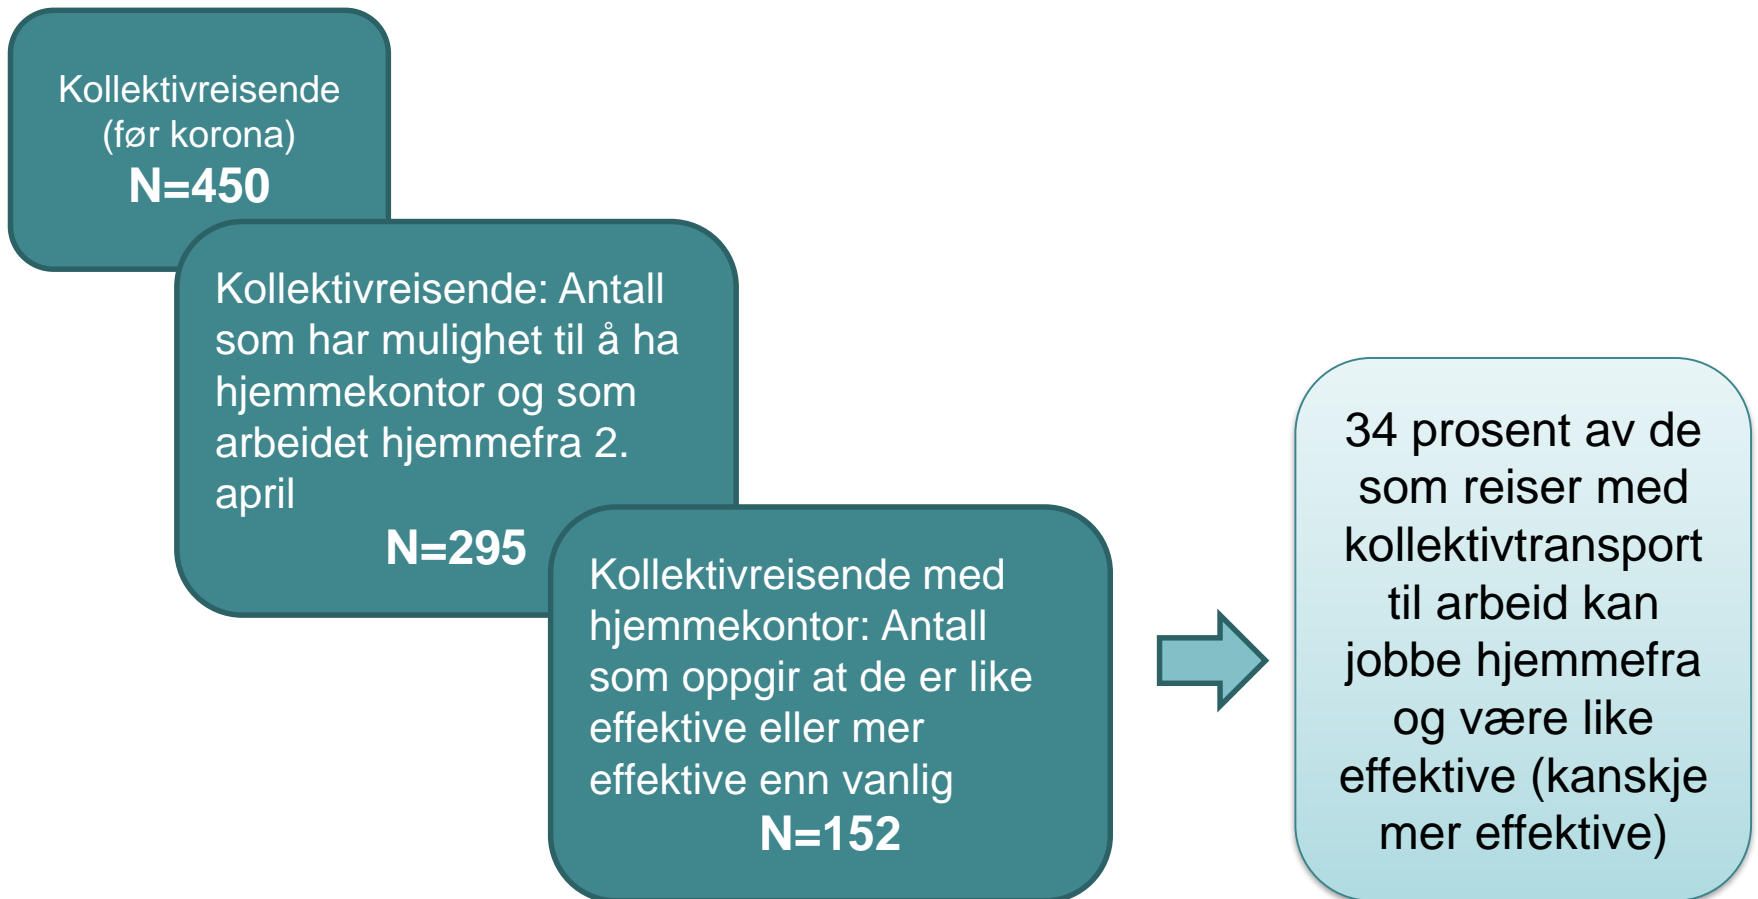 Kollektivreisende
(før korona)
N=450
Kollektivreisende: Antall
som har mulighet til å ha
hjemmekontor og som
arbeidet hjemmefra 2.
april
N=295
Kollektivreisende med
hjemmekontor: Antall
som oppgir at de er like
effektive eller mer
effektive enn vanlig
N=152
34 prosent av de
som reiser med
kollektivtransport
til arbeid kan
jobbe hjemmefra
og være like
effektive (kanskje
mer effektive)